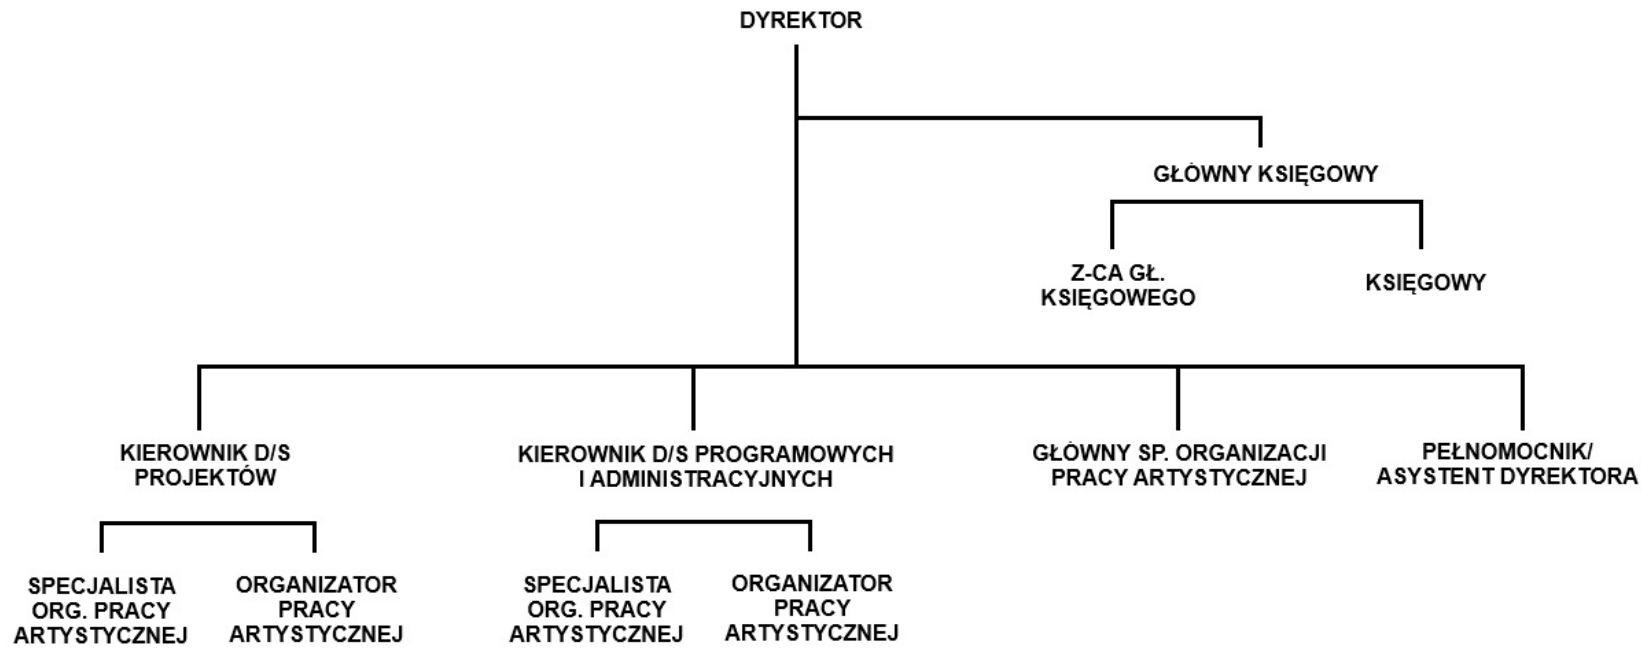 DYREKTOR
GŁÓWNY KSIĘGOWY
Z-CA GŁ.
KSIĘGOWEGO
KSIĘGOWY
KIEROWNIK D/S
PROJEKTÓW
KIEROWNIK D/S PROGRAMOWYCH
I ADMINISTRACYJNYCH
GŁÓWNY SP. ORGANIZACJI
PRACY ARTYSTYCZNEJ
PEŁNOMOCNIK/
ASYSTENT DYREKTORA
SPECJALISTA
ORG. PRACY
ARTYSTYCZNEJ
ORGANIZATOR
PRACY
ARTYSTYCZNEJ
SPECJALISTA
ORG. PRACY
ARTYSTYCZNEJ
ORGANIZATOR
PRACY
ARTYSTYCZNEJ